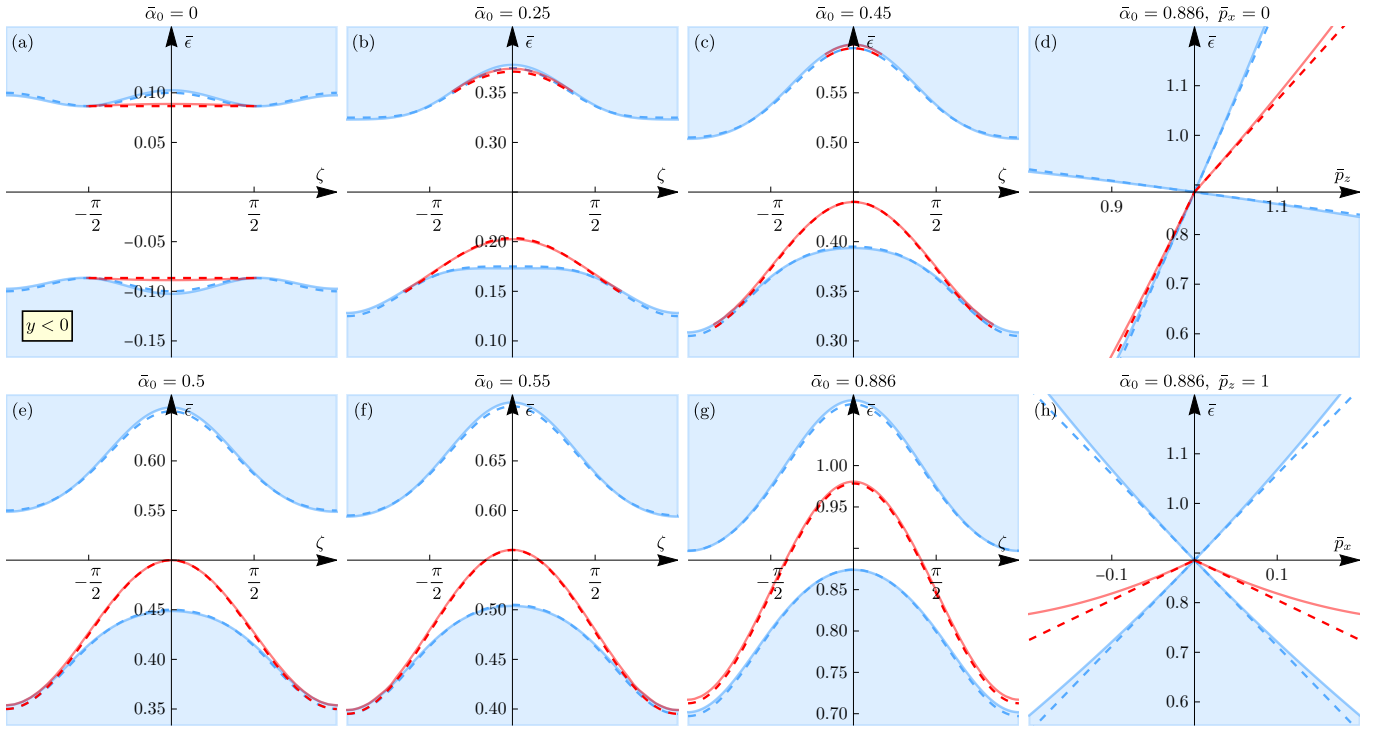 ᾱ₀ = 0
(a)
ϵ̄
0.10
0.05
ζ
−π/2
π/2
−0.05
−0.10
−0.15
y < 0
ᾱ₀ = 0.25
(b)
ϵ̄
0.35
0.30
ζ
−π/2
π/2
0.20
0.15
0.10
ᾱ₀ = 0.45
(c)
ϵ̄
0.55
0.50
ζ
−π/2
π/2
0.40
0.35
0.30
ᾱ₀ = 0.886, p̄ₓ = 0
(d)
ϵ̄
1.1
1.0
p̄_z
0.9
1.1
0.8
0.7
0.6
ᾱ₀ = 0.5
(e)
ϵ̄
0.60
0.55
ζ
−π/2
π/2
0.45
0.40
0.35
ᾱ₀ = 0.55
(f)
ϵ̄
0.65
0.60
ζ
−π/2
π/2
0.50
0.45
0.40
ᾱ₀ = 0.886
(g)
ϵ̄
1.00
0.95
ζ
−π/2
π/2
0.85
0.80
0.75
0.70
ᾱ₀ = 0.886, p̄_z = 1
(h)
ϵ̄
1.1
1.0
p̄ₓ
−0.1
0.1
0.8
0.7
0.6